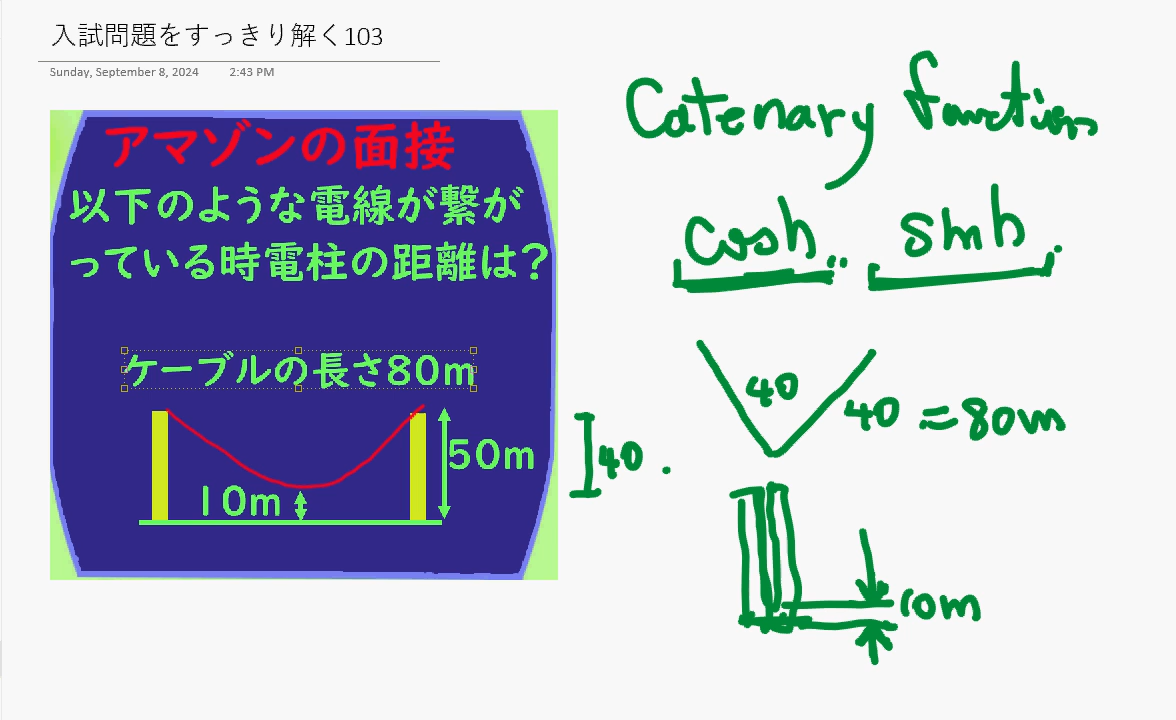 入試問題をすっきり解く103
Sunday, September 8, 2024 2:43 PM
アマゾンの面接
以下のような電線が繋が
っている時電柱の距離は?
ケーブルの長さ80m
50m
10m
Catenary functions
cosh sinh
40 40 = 80m
40
10m